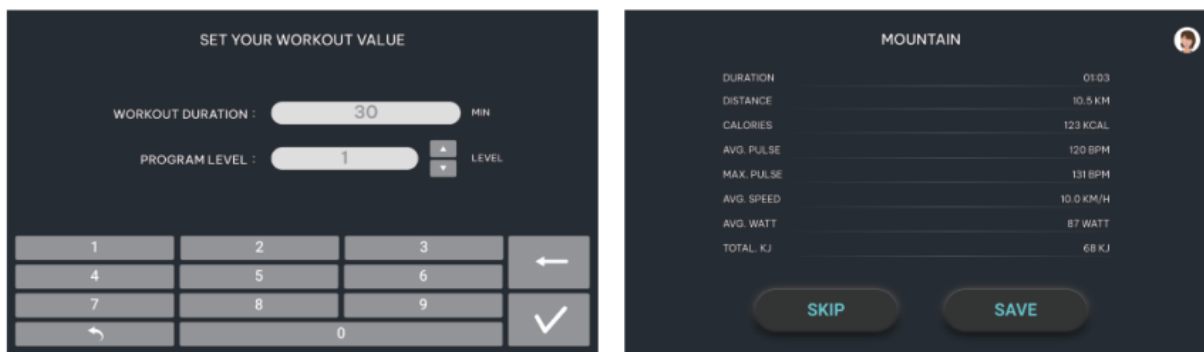 SET YOUR WORKOUT VALUE
WORKOUT DURATION : 30 MIN
PROGRAM LEVEL : 1 LEVEL
1 2 3
4 5 6
7 8 9
0
MOUNTAIN
DURATION 01:03
DISTANCE 10.5 KM
CALORIES 123 KCAL
AVG. PULSE 120 BPM
MAX. PULSE 131 BPM
AVG. SPEED 10.0 KM/H
AVG. WATT 87 WATT
TOTAL. KJ 68 KJ
SKIP SAVE